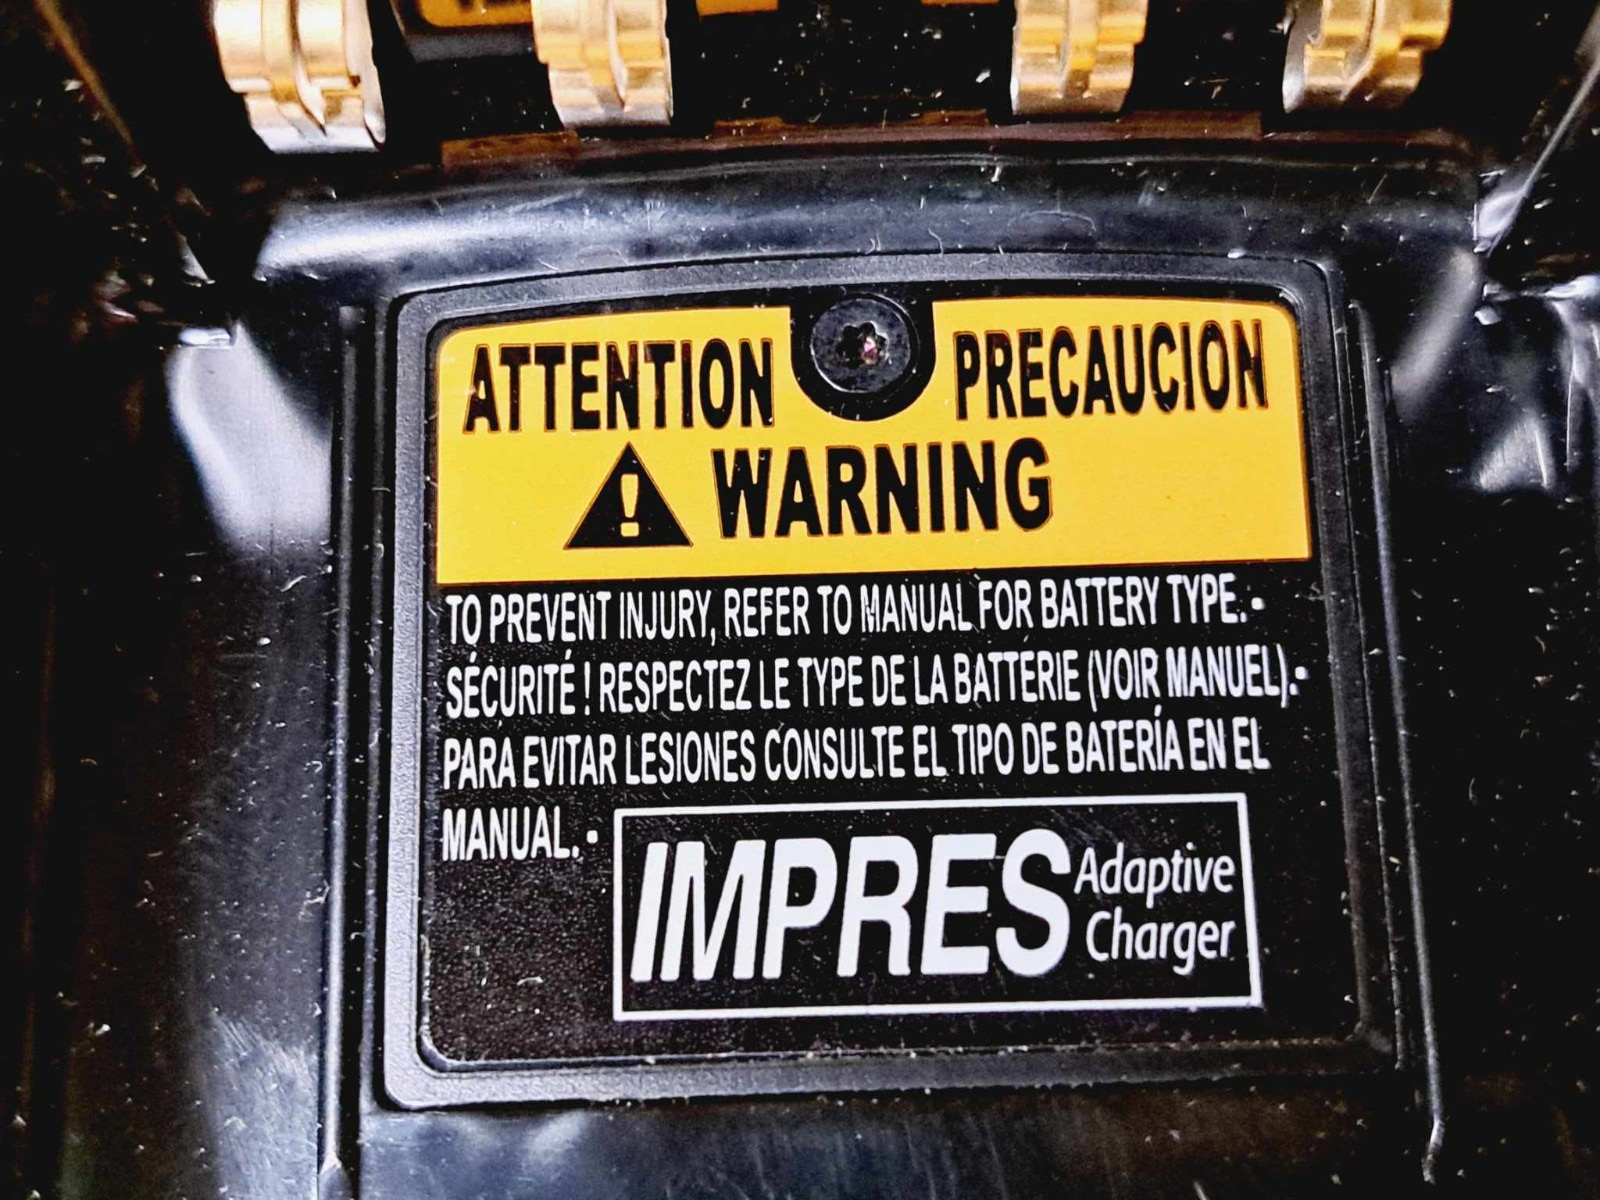 ATTENTION PRECAUCION
WARNING
TO PREVENT INJURY, REFER TO MANUAL FOR BATTERY TYPE. •
SÉCURITÉ ! RESPECTEZ LE TYPE DE LA BATTERIE (VOIR MANUEL). •
PARA EVITAR LESIONES CONSULTE EL TIPO DE BATERÍA EN EL
MANUAL. •
IMPRES Adaptive
Charger